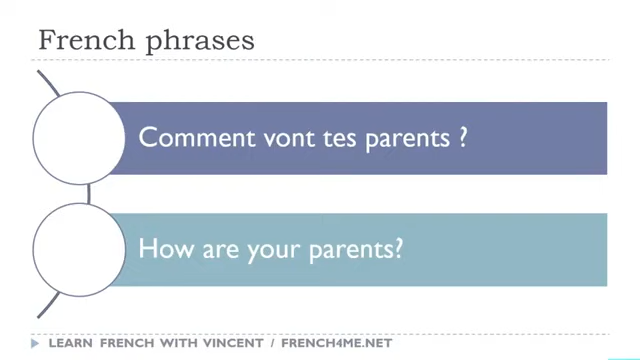 French phrases
Comment vont tes parents ?
How are your parents?
LEARN FRENCH WITH VINCENT / FRENCH4ME.NET